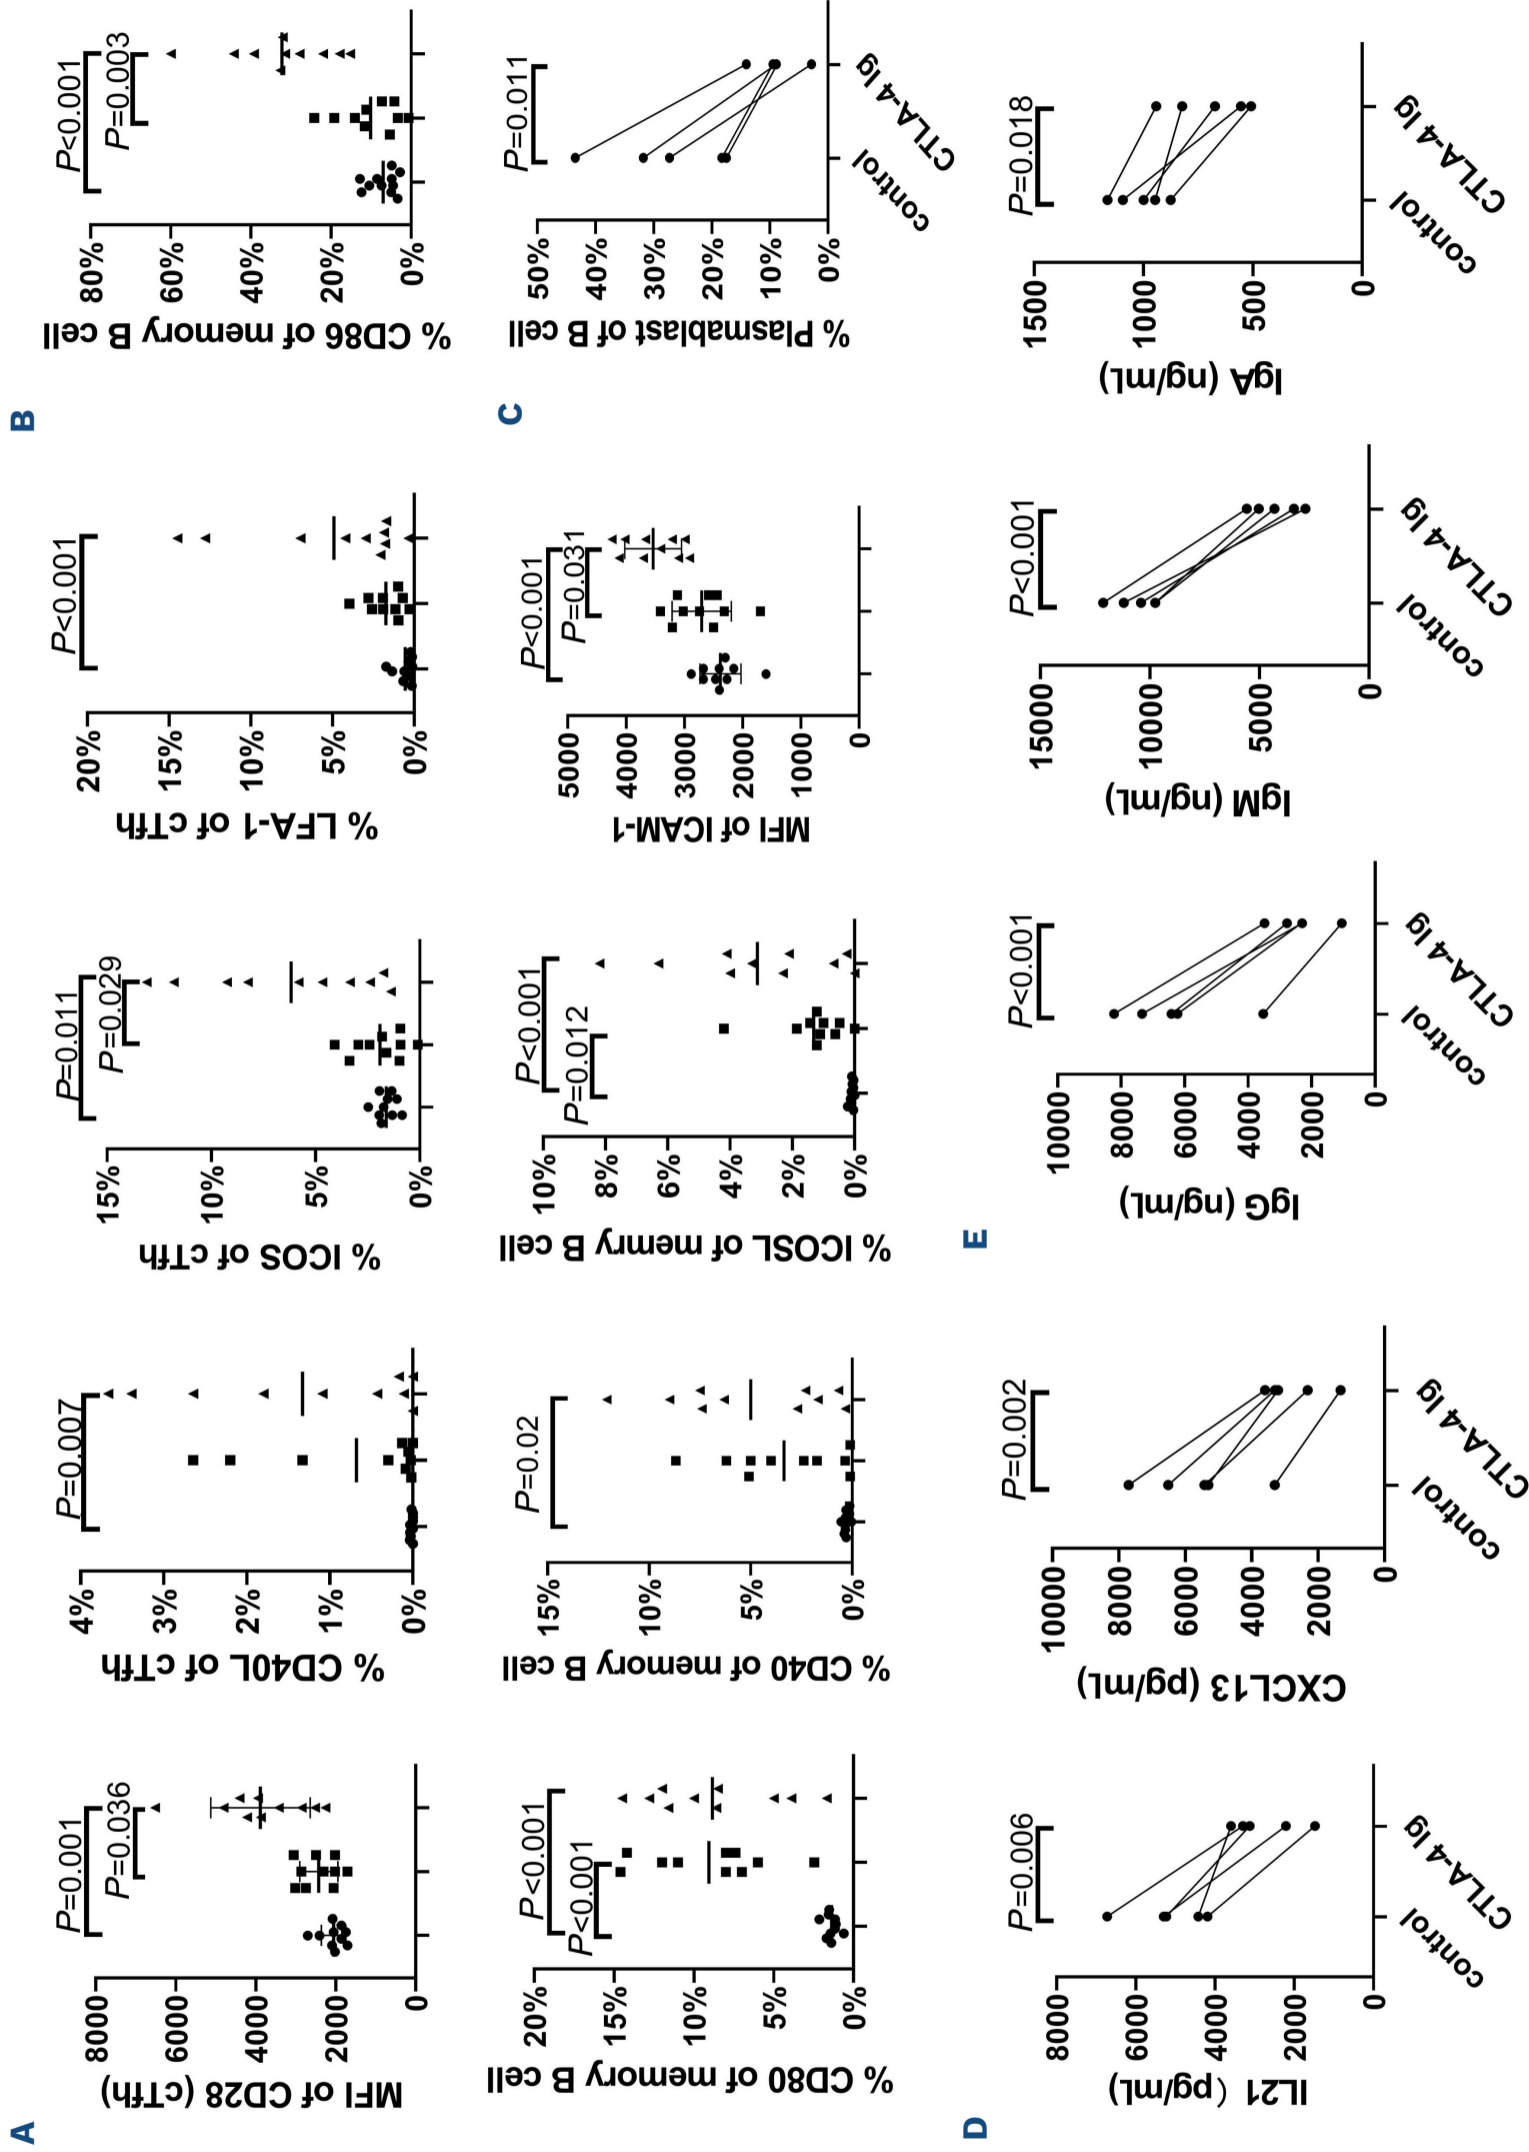 A
MFI of CD28 (cTfh)
8000
6000
4000
2000
0
P=0.001
P=0.036
% CD40L of cTfh
4%
3%
2%
1%
0%
P=0.007
% ICOS of cTfh
15%
10%
5%
0%
P=0.011
P=0.029
% LFA-1 of cTfh
20%
15%
10%
5%
0%
P<0.001
B
% CD86 of memory B cell
80%
60%
40%
20%
0%
P<0.001
P=0.003
% CD80 of memory B cell
20%
15%
10%
5%
0%
P<0.001
P<0.001
% CD40 of memory B cell
15%
10%
5%
0%
P=0.02
% ICOSL of memry B cell
10%
8%
6%
4%
2%
0%
P<0.001
P=0.012
MFI of ICAM-1
5000
4000
3000
2000
1000
0
P<0.001
P=0.031
C
% Plasmablast of B cell
50%
40%
30%
20%
10%
0%
P=0.011
control
CTLA-4 Ig
D
IL21 (pg/mL)
8000
6000
4000
2000
0
P=0.006
control
CTLA-4 Ig
CXCL13 (pg/mL)
10000
8000
6000
4000
2000
0
P=0.002
control
CTLA-4 Ig
E
IgG (ng/mL)
10000
8000
6000
4000
2000
0
P<0.001
control
CTLA-4 Ig
IgM (ng/mL)
15000
10000
5000
0
P<0.001
control
CTLA-4 Ig
IgA (ng/mL)
1500
1000
500
0
P=0.018
control
CTLA-4 Ig